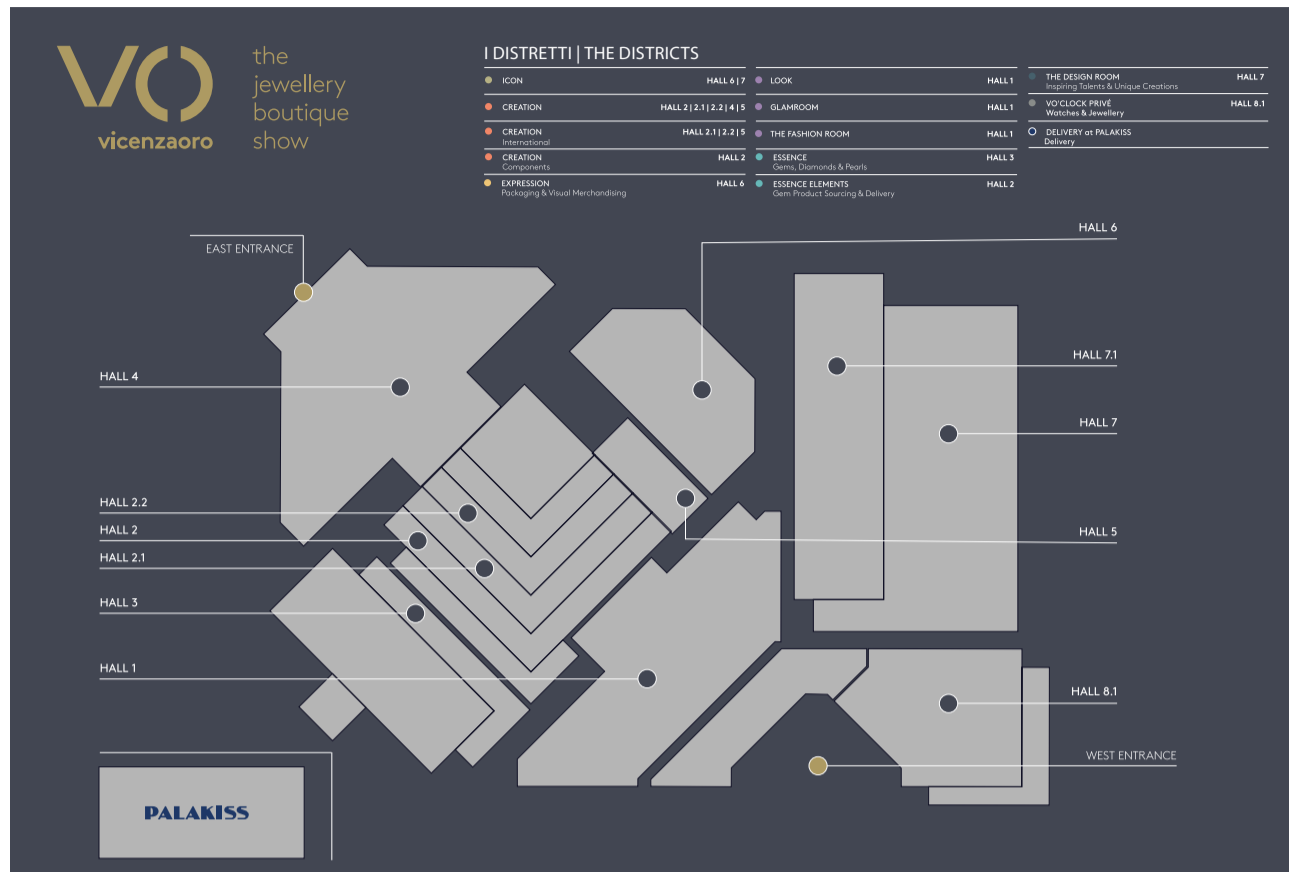 VO
vicenzaoro
the
jewellery
boutique
show
I DISTRETTI | THE DISTRICTS
ICON HALL 6 | 7
CREATION HALL 2 | 2.1 | 2.2 | 4 | 5
CREATION HALL 2.1 | 2.2 | 5
International
CREATION HALL 2
Components
EXPRESSION HALL 6
Packaging & Visual Merchandising
LOOK HALL 1
GLAMROOM HALL 1
THE FASHION ROOM HALL 1
ESSENCE HALL 3
Gems, Diamonds & Pearls
ESSENCE ELEMENTS HALL 2
Gem Product Sourcing & Delivery
THE DESIGN ROOM HALL 7
Inspiring Talents & Unique Creations
VO'CLOCK PRIVÉ HALL 8.1
Watches & Jewellery
DELIVERY at PALAKISS
Delivery
EAST ENTRANCE
HALL 6
HALL 7.1
HALL 4
HALL 7
HALL 2.2
HALL 2
HALL 5
HALL 2.1
HALL 3
HALL 1
HALL 8.1
WEST ENTRANCE
PALAKISS